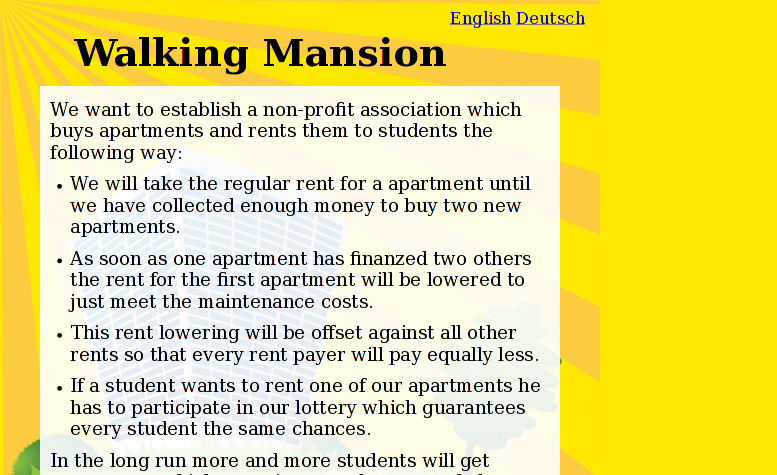 English Deutsch
Walking Mansion
We want to establish a non-profit association which
buys apartments and rents them to students the
following way:
• We will take the regular rent for a apartment until
we have collected enough money to buy two new
apartments.
• As soon as one apartment has finanzed two others
the rent for the first apartment will be lowered to
just meet the maintenance costs.
• This rent lowering will be offset against all other
rents so that every rent payer will pay equally less.
• If a student wants to rent one of our apartments he
has to participate in our lottery which guarantees
every student the same chances.
In the long run more and more students will get